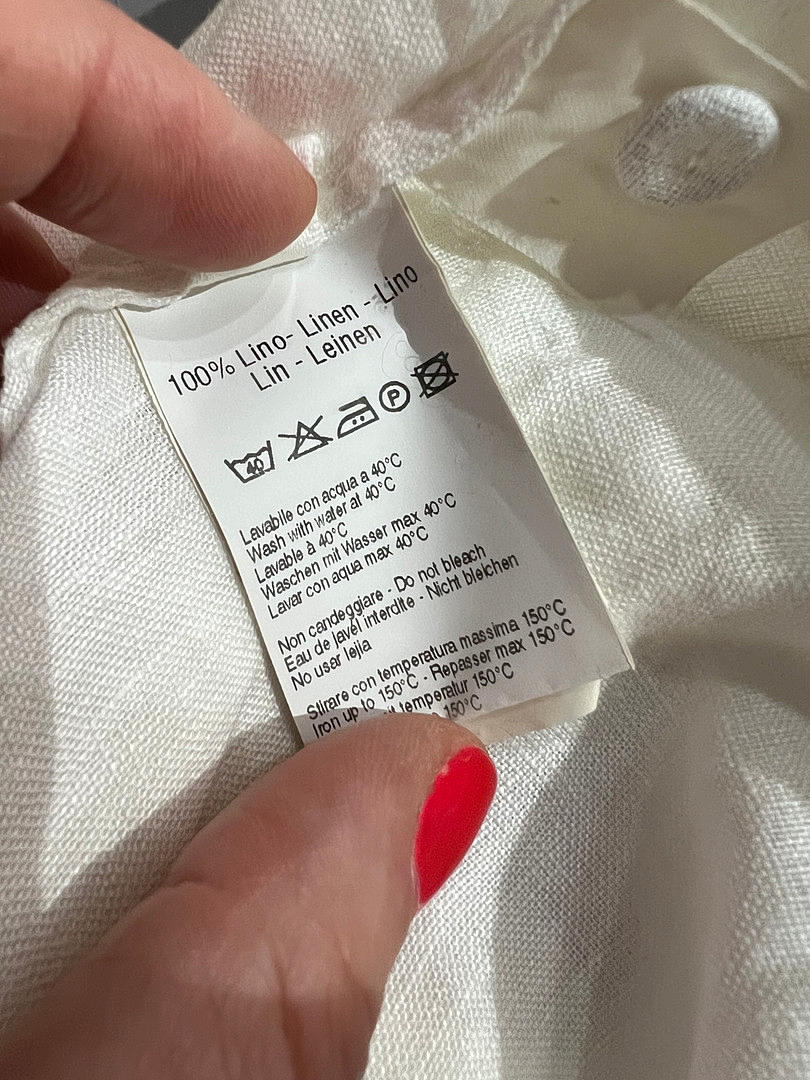 100% Lino- Linen - Lino
Lin - Leinen
40 P
Lavabile con acqua a 40°C
Wash with water at 40°C
Lavable à 40°C
Waschen mit Wasser max 40°C
Lavar con aqua max 40°C
Non candeggiare - Do not bleach
Eau de javel interdite - Nicht bleichen
No usar lejia
Stirare con temperatura massima 150°C
Iron up to 150°C - Repasser max 150°C
temperatur 150°C
150°C